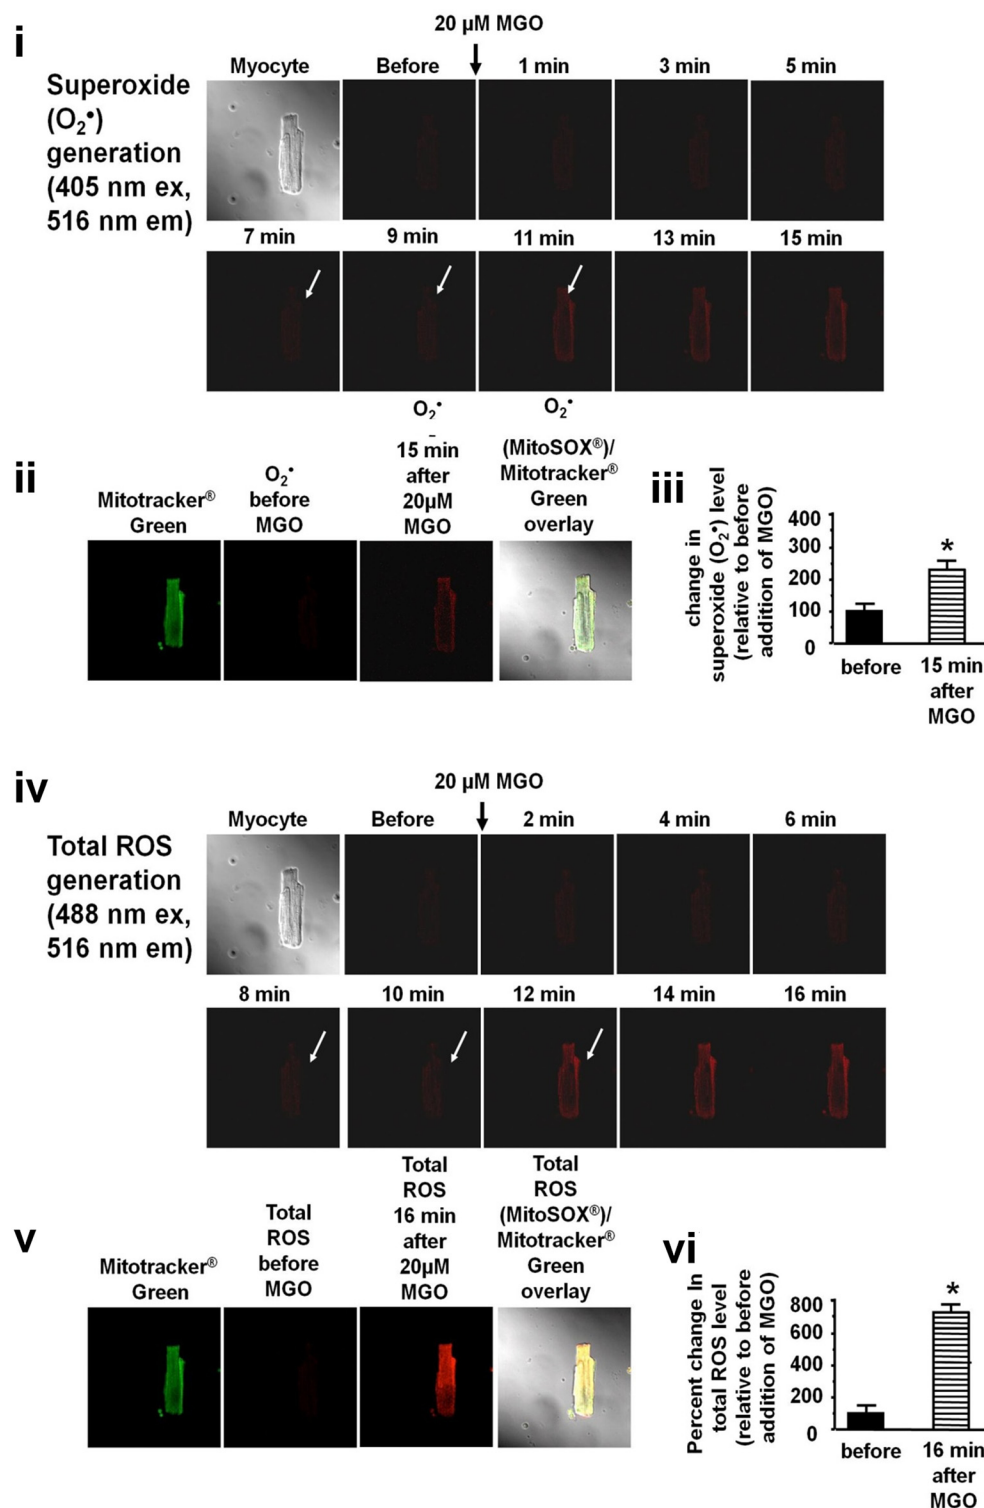 i
20 µM MGO
Superoxide
(O₂•)
generation
(405 nm ex,
516 nm em)
Myocyte Before 1 min 3 min 5 min
7 min 9 min 11 min 13 min 15 min
ii
Mitotracker®
Green
O₂•
before
MGO
O₂•
-
15 min
after
20µM
MGO
O₂•
(MitoSOX®)/
Mitotracker®
Green
overlay
iii
change in
superoxide (O₂•) level
(relative to before
addition of MGO)
400
300
200
100
0
*
before
15 min
after
MGO
iv
20 µM MGO
Total ROS
generation
(488 nm ex,
516 nm em)
Myocyte Before 2 min 4 min 6 min
8 min 10 min 12 min 14 min 16 min
v
Mitotracker®
Green
Total
ROS
before
MGO
Total
ROS
16 min
after
20µM
MGO
Total
ROS
(MitoSOX®)/
Mitotracker®
Green
overlay
vi
Percent change In
total ROS level
(relative to before
addition of MGO)
800
600
400
200
0
*
before
16 min
after
MGO